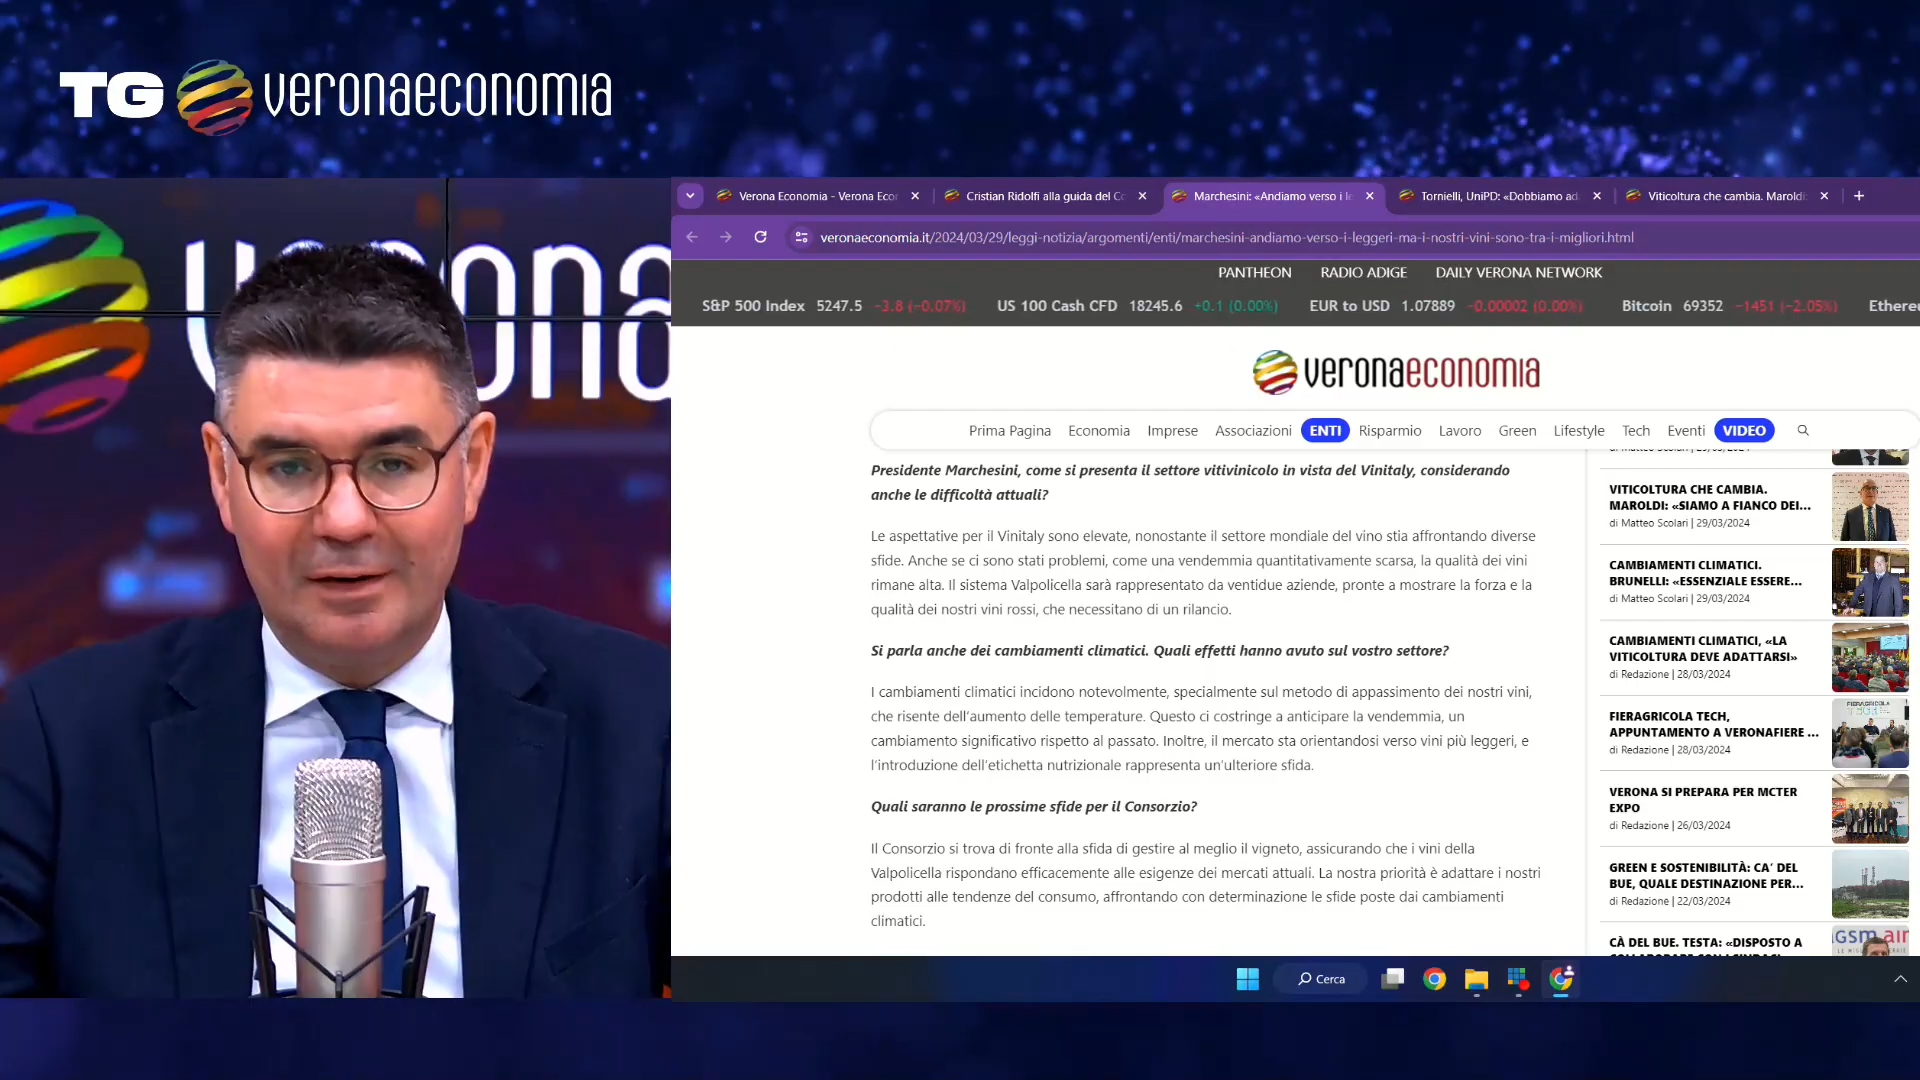 TG veronaeconomia
verona
Verona Economia - Verona Eco
Cristian Ridolfi alla guida del Co
Marchesini: «Andiamo verso i le
Tornielli, UniPD: «Dobbiamo ad
Viticoltura che cambia. Maroldi:
veronaeconomia.it/2024/03/29/leggi-notizia/argomenti/enti/marchesini-andiamo-verso-i-leggeri-ma-i-nostri-vini-sono-tra-i-migliori.html
PANTHEON RADIO ADIGE DAILY VERONA NETWORK
S&P 500 Index 5247.5 −3.8 (−0.07%) US 100 Cash CFD 18245.6 +0.1 (0.00%) EUR to USD 1.07889 −0.00002 (0.00%) Bitcoin 69352 −1451 (−2.05%) Ethere
veronaeconomia
Prima Pagina Economia Imprese Associazioni ENTI Risparmio Lavoro Green Lifestyle Tech Eventi VIDEO
Presidente Marchesini, come si presenta il settore vitivinicolo in vista del Vinitaly, considerando
anche le difficoltà attuali?
Le aspettative per il Vinitaly sono elevate, nonostante il settore mondiale del vino stia affrontando diverse
sfide. Anche se ci sono stati problemi, come una vendemmia quantitativamente scarsa, la qualità dei vini
rimane alta. Il sistema Valpolicella sarà rappresentato da ventidue aziende, pronte a mostrare la forza e la
qualità dei nostri vini rossi, che necessitano di un rilancio.
Si parla anche dei cambiamenti climatici. Quali effetti hanno avuto sul vostro settore?
I cambiamenti climatici incidono notevolmente, specialmente sul metodo di appassimento dei nostri vini,
che risente dell'aumento delle temperature. Questo ci costringe a anticipare la vendemmia, un
cambiamento significativo rispetto al passato. Inoltre, il mercato sta orientandosi verso vini più leggeri, e
l'introduzione dell'etichetta nutrizionale rappresenta un'ulteriore sfida.
Quali saranno le prossime sfide per il Consorzio?
Il Consorzio si trova di fronte alla sfida di gestire al meglio il vigneto, assicurando che i vini della
Valpolicella rispondano efficacemente alle esigenze dei mercati attuali. La nostra priorità è adattare i nostri
prodotti alle tendenze del consumo, affrontando con determinazione le sfide poste dai cambiamenti
climatici.
VITICOLTURA CHE CAMBIA.
MAROLDI: «SIAMO A FIANCO DEI...
di Matteo Scolari | 29/03/2024
CAMBIAMENTI CLIMATICI.
BRUNELLI: «ESSENZIALE ESSERE...
di Matteo Scolari | 29/03/2024
CAMBIAMENTI CLIMATICI, «LA
VITICOLTURA DEVE ADATTARSI»
di Redazione | 28/03/2024
FIERAGRICOLA TECH,
APPUNTAMENTO A VERONAFIERE ...
di Redazione | 28/03/2024
VERONA SI PREPARA PER MCTER
EXPO
di Redazione | 26/03/2024
GREEN E SOSTENIBILITÀ: CA' DEL
BUE, QUALE DESTINAZIONE PER...
di Redazione | 22/03/2024
CÀ DEL BUE. TESTA: «DISPOSTO A
Cerca